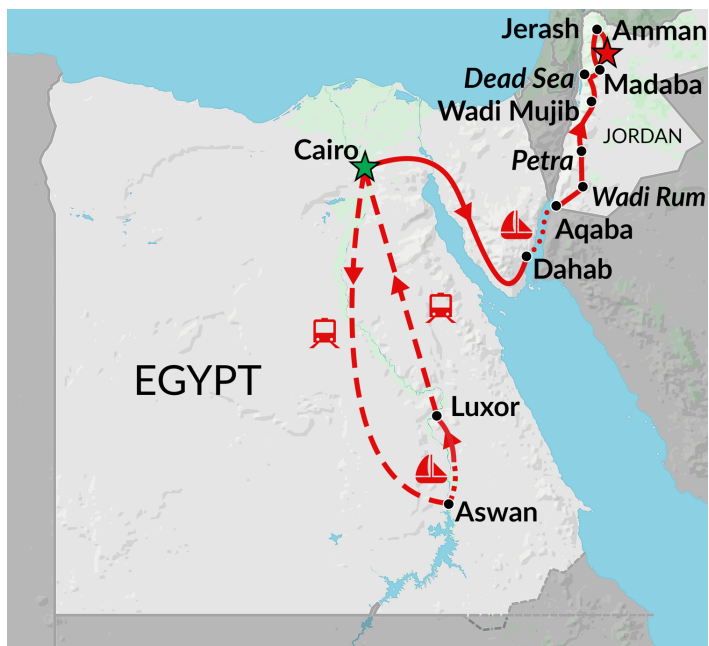 Jerash
Amman
Dead Sea
Madaba
Wadi Mujib
JORDAN
Cairo
Petra
Wadi Rum
Aqaba
Dahab
EGYPT
Luxor
Aswan